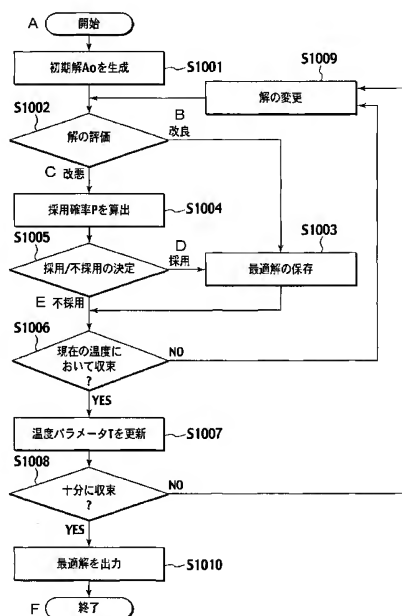 A 開始
初期解Aoを生成 S1001
S1009
解の変更
S1002
解の評価
B
改良
C 改悪
採用確率Pを算出 S1004
S1005
採用/不採用の決定
D
採用
S1003
最適解の保存
E 不採用
S1006
現在の温度に
おいて収束
?
NO
YES
温度パラメータTを更新 S1007
S1008
十分に収束
?
NO
YES
最適解を出力 S1010
F 終了